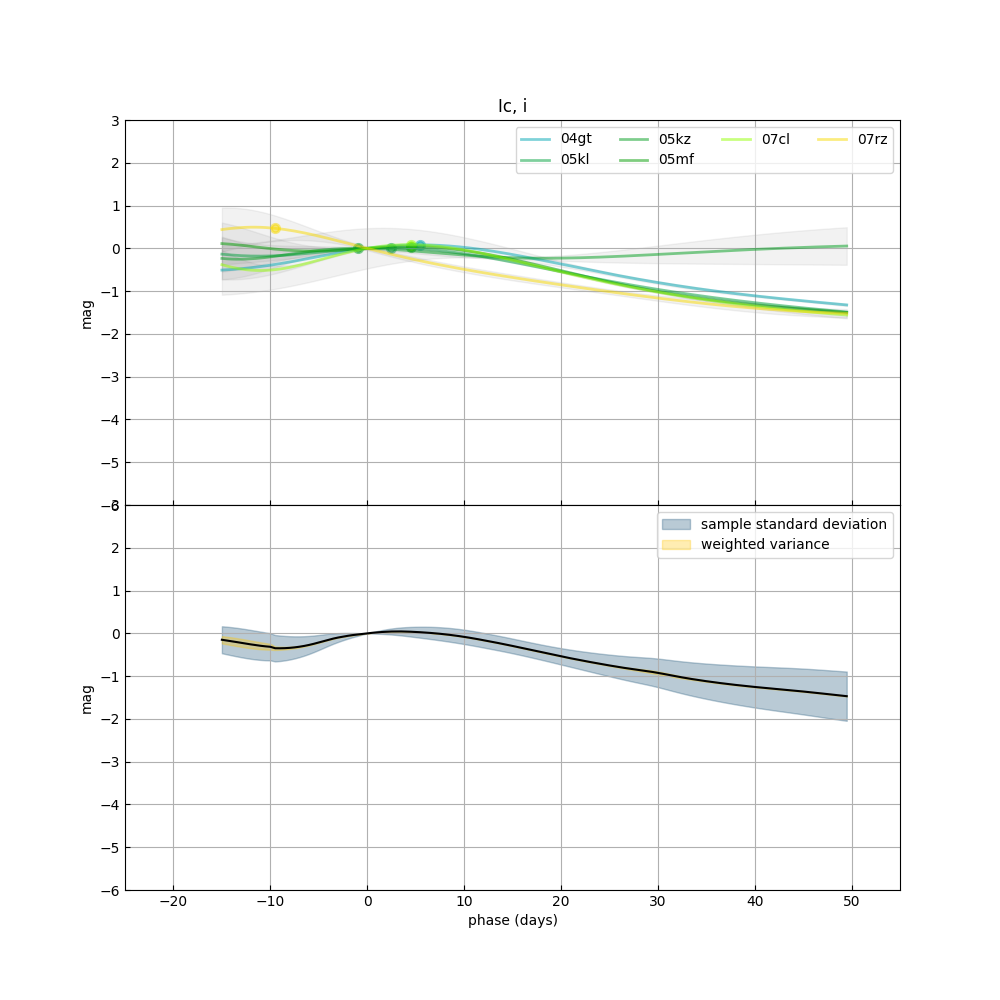 Ic, i
04gt 05kz 07cl 07rz
05kl 05mf
3
2
1
0
−1
−2
−3
−4
−5
−6
mag
3
2
1
0
−1
−2
−3
−4
−5
−6
mag
sample standard deviation
weighted variance
−20 −10 0 10 20 30 40 50
phase (days)